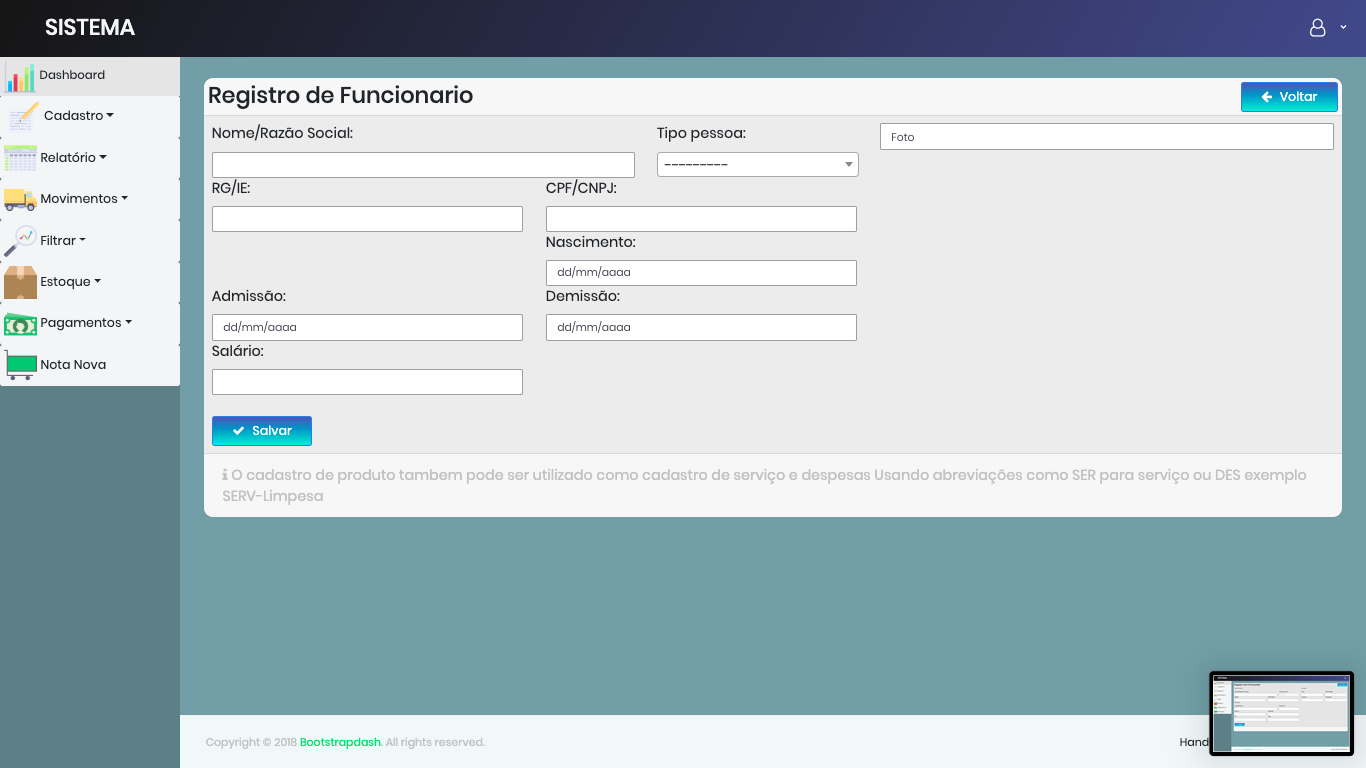 SISTEMA
Dashboard
Cadastro
Relatório
Movimentos
Filtrar
Estoque
Pagamentos
Nota Nova
Registro de Funcionario
Voltar
Nome/Razão Social:
Tipo pessoa:
Foto
---------
RG/IE:
CPF/CNPJ:
Nascimento:
dd/mm/aaaa
Admissão:
Demissão:
dd/mm/aaaa
dd/mm/aaaa
Salário:
Salvar
O cadastro de produto tambem pode ser utilizado como cadastro de serviço e despesas Usando abreviações como SER para serviço ou DES exemplo
SERV-Limpesa
Copyright © 2018 Bootstrapdash. All rights reserved.
Hand